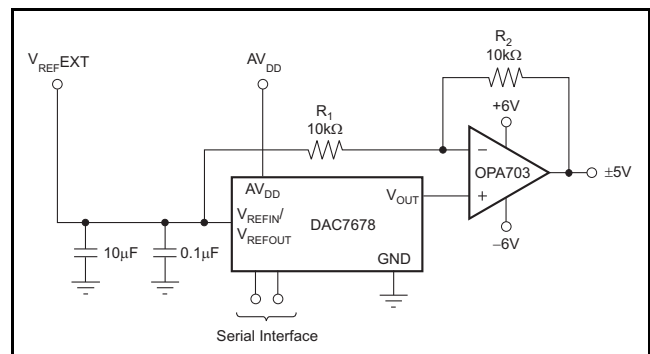 R2
10kΩ
VREFEXT
AVDD
+6V
R1
10kΩ
−
OPA703
±5V
+
AVDD
VOUT
VREFIN/
VREFOUT
DAC7678
−6V
10μF
0.1μF
GND
Serial Interface